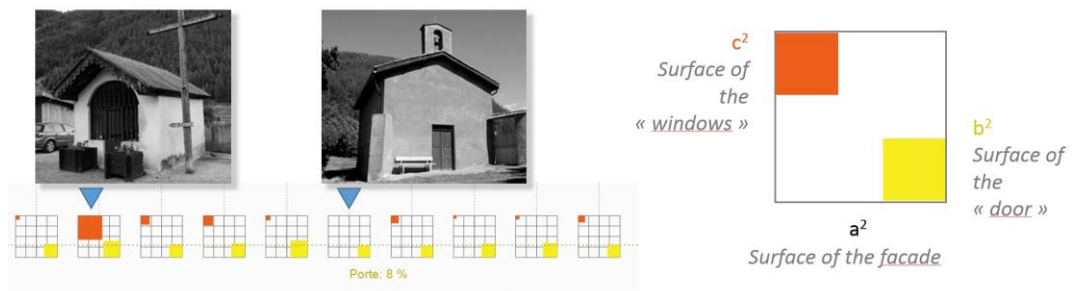 c²
Surface of
the
« windows »
b²
Surface of
the
« door »
a²
Surface of the facade
Porte: 8 %